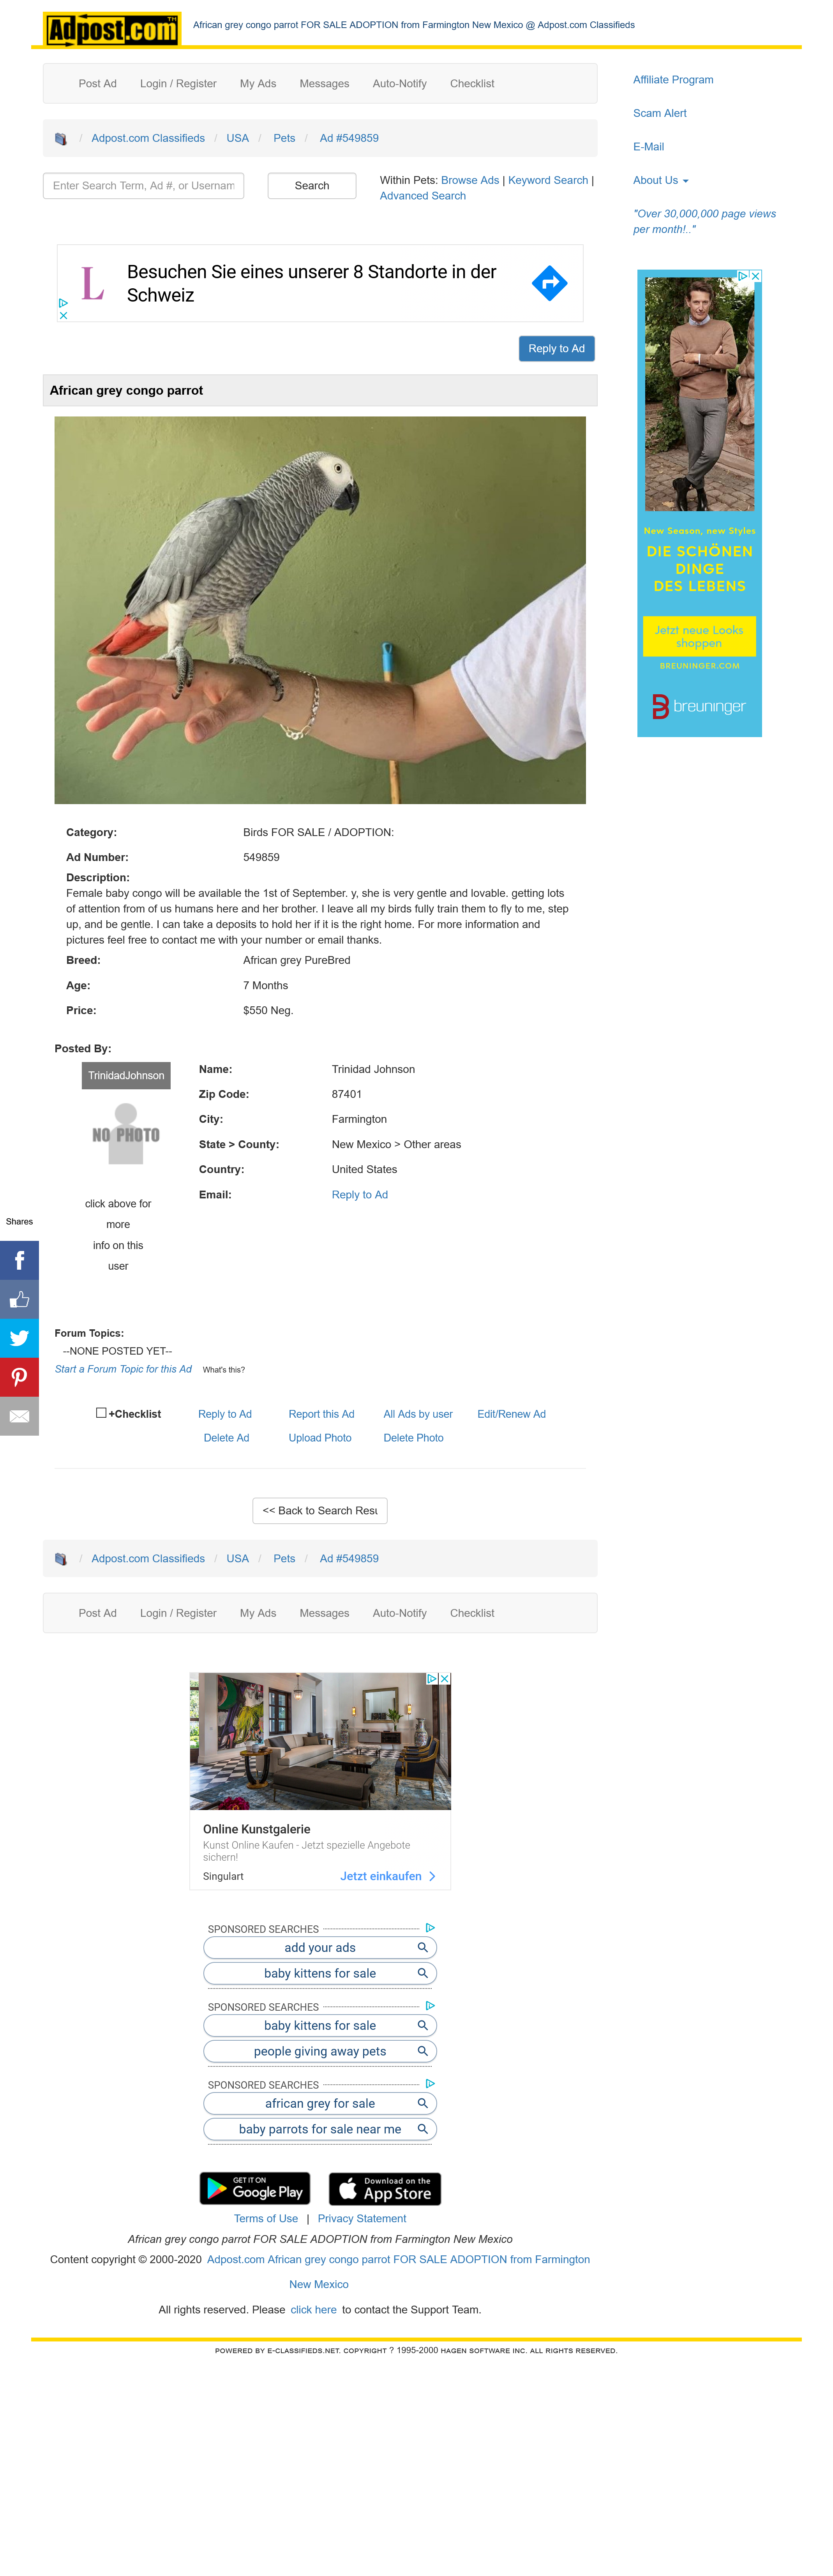 Adpost.com TM
African grey congo parrot FOR SALE ADOPTION from Farmington New Mexico @ Adpost.com Classifieds
Post Ad Login / Register My Ads Messages Auto-Notify Checklist
Affiliate Program
Scam Alert
E-Mail
About Us
"Over 30,000,000 page views
per month!.."
/ Adpost.com Classifieds / USA / Pets / Ad #549859
Enter Search Term, Ad #, or Usernam
Search
Within Pets: Browse Ads | Keyword Search |
Advanced Search
L
Besuchen Sie eines unserer 8 Standorte in der
Schweiz
Reply to Ad
New Season, new Styles
DIE SCHÖNEN
DINGE
DES LEBENS
Jetzt neue Looks
shoppen
BREUNINGER.COM
B breuninger
African grey congo parrot
Category: Birds FOR SALE / ADOPTION:
Ad Number: 549859
Description:
Female baby congo will be available the 1st of September. y, she is very gentle and lovable. getting lots
of attention from of us humans here and her brother. I leave all my birds fully train them to fly to me, step
up, and be gentle. I can take a deposits to hold her if it is the right home. For more information and
pictures feel free to contact me with your number or email thanks.
Breed: African grey PureBred
Age: 7 Months
Price: $550 Neg.
Posted By:
TrinidadJohnson
NO PHOTO
click above for
more
info on this
user
Name: Trinidad Johnson
Zip Code: 87401
City: Farmington
State > County: New Mexico > Other areas
Country: United States
Email: Reply to Ad
Shares
Forum Topics:
--NONE POSTED YET--
Start a Forum Topic for this Ad What's this?
+Checklist Reply to Ad Report this Ad All Ads by user Edit/Renew Ad
Delete Ad Upload Photo Delete Photo
<< Back to Search Resu
/ Adpost.com Classifieds / USA / Pets / Ad #549859
Post Ad Login / Register My Ads Messages Auto-Notify Checklist
Online Kunstgalerie
Kunst Online Kaufen - Jetzt spezielle Angebote
sichern!
Singulart Jetzt einkaufen
SPONSORED SEARCHES
add your ads
baby kittens for sale
SPONSORED SEARCHES
baby kittens for sale
people giving away pets
SPONSORED SEARCHES
african grey for sale
baby parrots for sale near me
GET IT ON
Google Play
Download on the
App Store
Terms of Use | Privacy Statement
African grey congo parrot FOR SALE ADOPTION from Farmington New Mexico
Content copyright © 2000-2020 Adpost.com African grey congo parrot FOR SALE ADOPTION from Farmington
New Mexico
All rights reserved. Please click here to contact the Support Team.
POWERED BY E-CLASSIFIEDS.NET. COPYRIGHT ? 1995-2000 HAGEN SOFTWARE INC. ALL RIGHTS RESERVED.